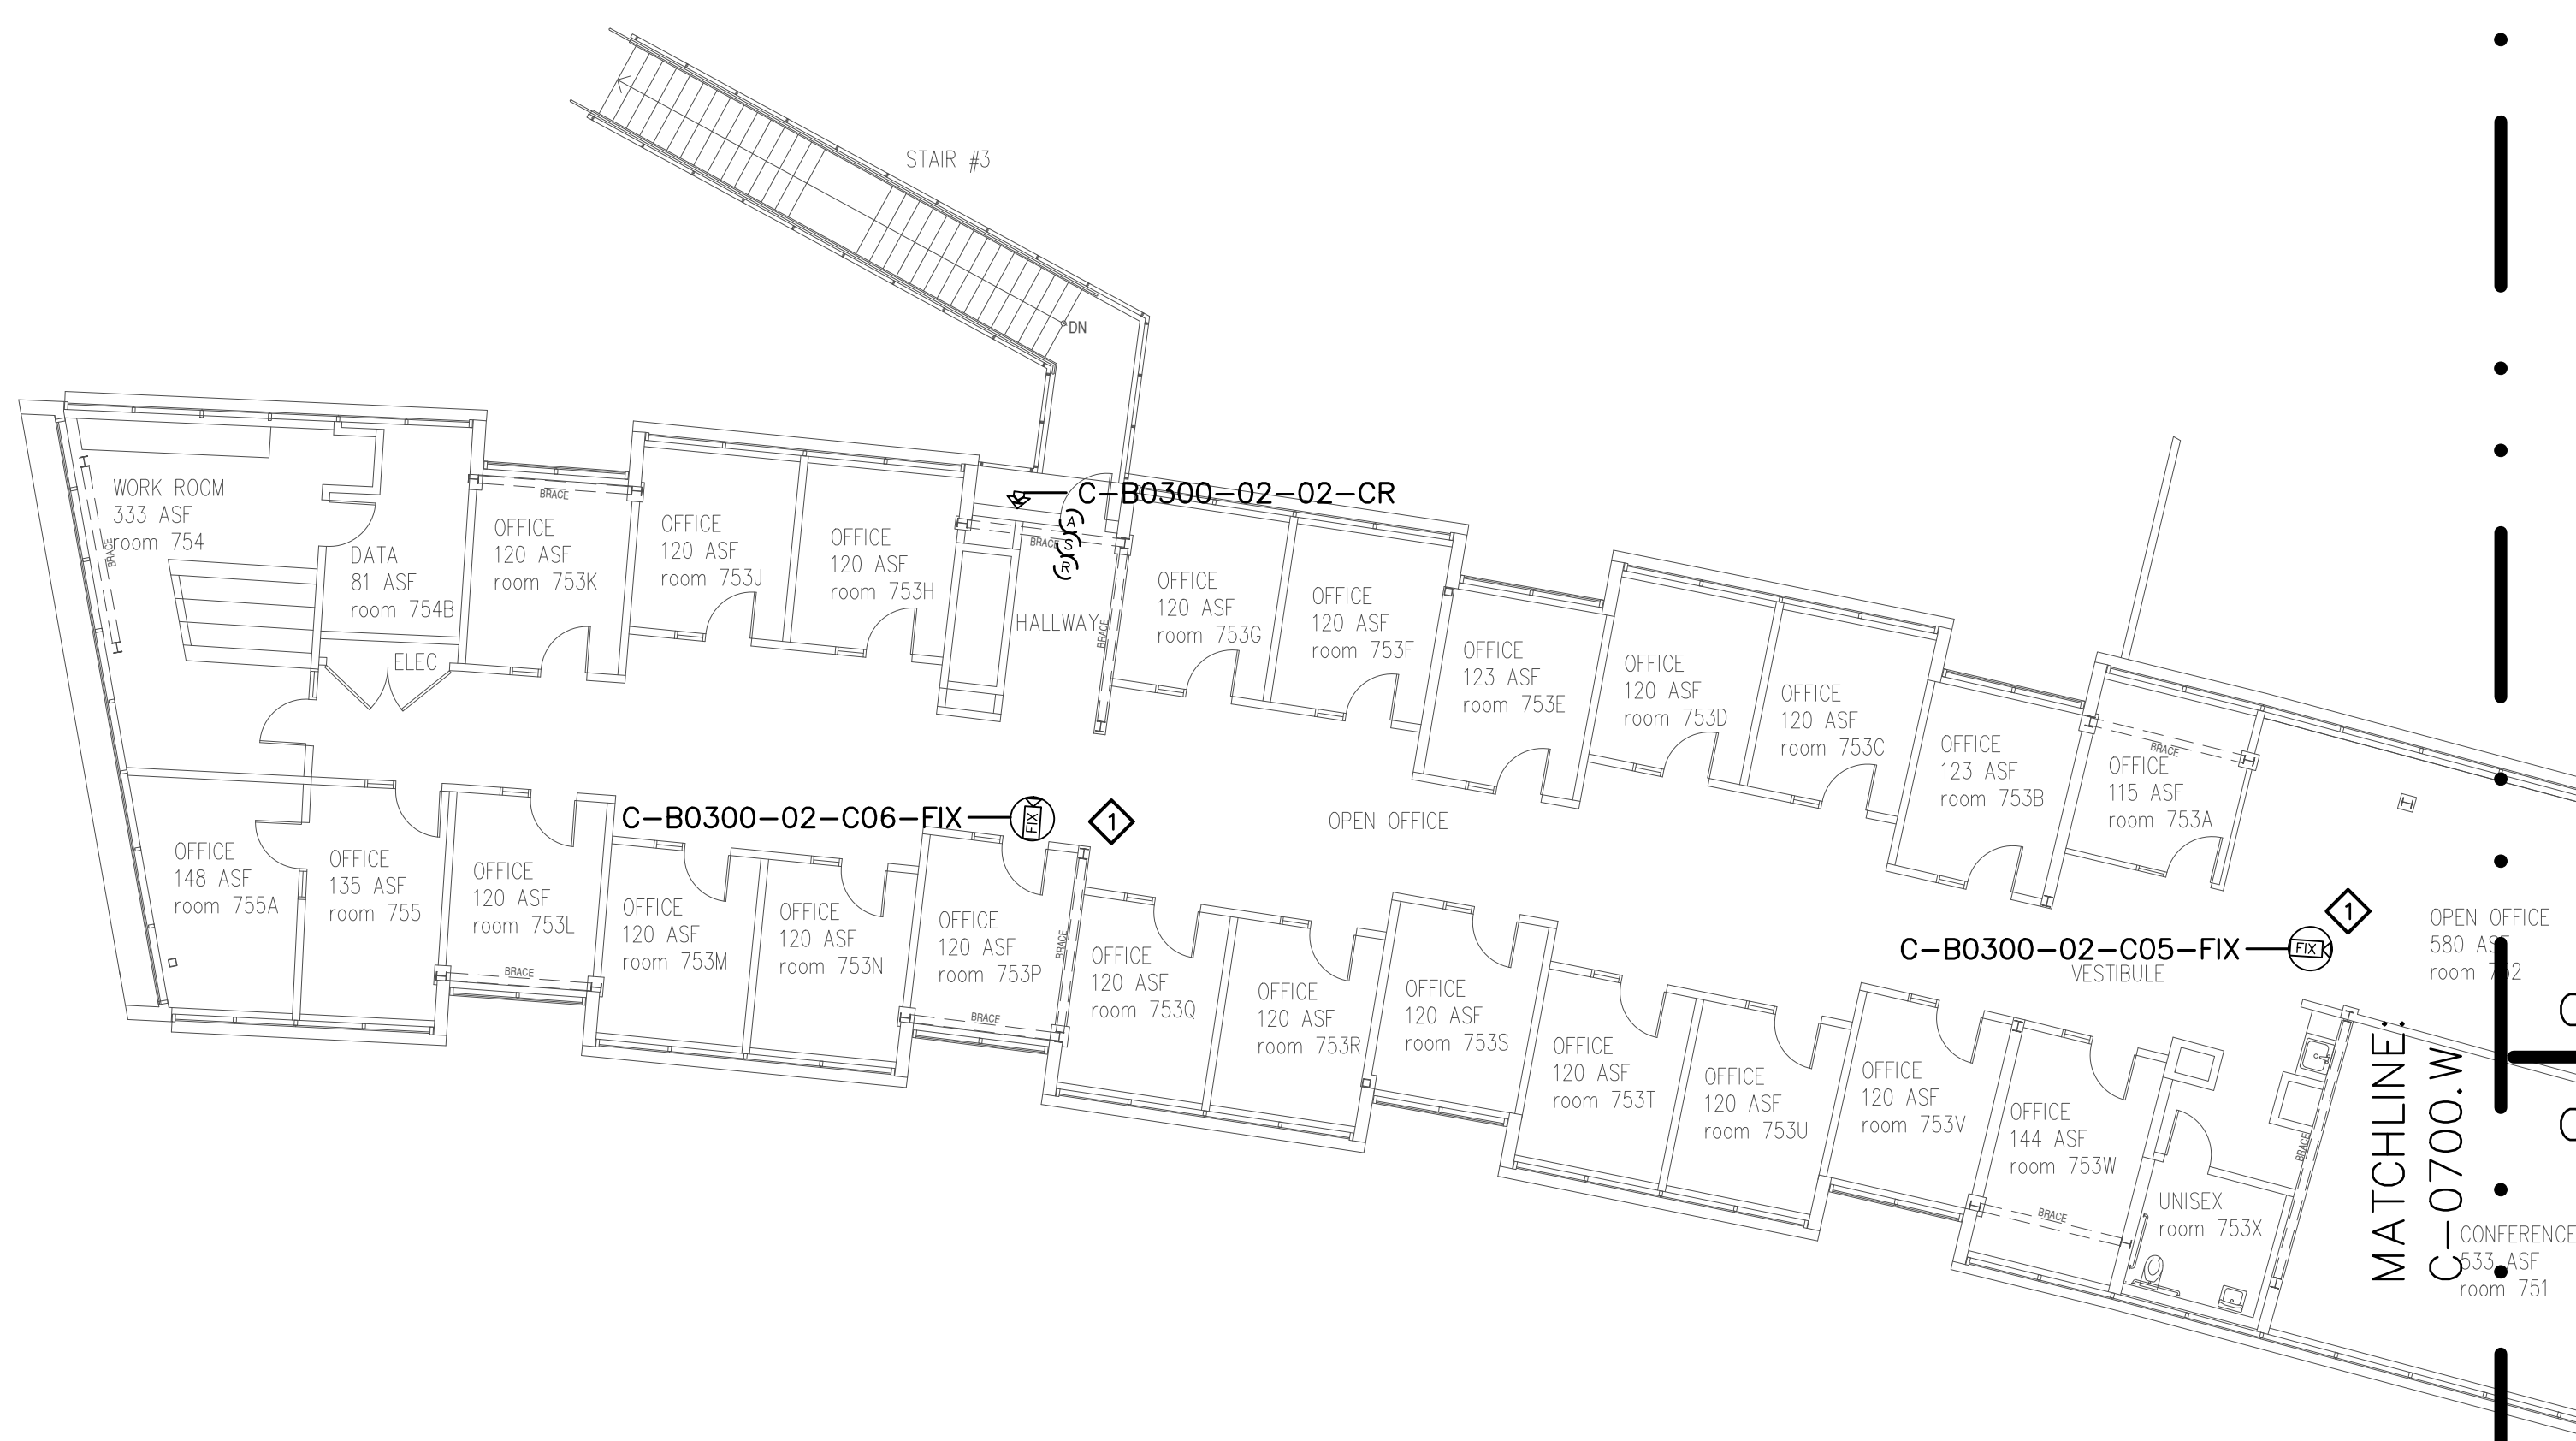 STAIR #3
DN
C-B0300-02-02-CR
A
S
R
WORK ROOM
333 ASF
room 754
BRACE
DATA
81 ASF
room 754B
ELEC
OFFICE
120 ASF
room 753K
BRACE
OFFICE
120 ASF
room 753J
OFFICE
120 ASF
room 753H
BRACE
HALLWAY
BRACE
OFFICE
120 ASF
room 753G
OFFICE
120 ASF
room 753F
OFFICE
123 ASF
room 753E
OFFICE
120 ASF
room 753D
OFFICE
120 ASF
room 753C
OFFICE
123 ASF
room 753B
BRACE
OFFICE
115 ASF
room 753A
C-B0300-02-C06-FIX
FIX
1
OPEN OFFICE
OFFICE
148 ASF
room 755A
OFFICE
135 ASF
room 755
OFFICE
120 ASF
room 753L
BRACE
OFFICE
120 ASF
room 753M
OFFICE
120 ASF
room 753N
OFFICE
120 ASF
room 753P
BRACE
BRACE
OFFICE
120 ASF
room 753Q
OFFICE
120 ASF
room 753R
OFFICE
120 ASF
room 753S
OFFICE
120 ASF
room 753T
OFFICE
120 ASF
room 753U
OFFICE
120 ASF
room 753V
OFFICE
144 ASF
room 753W
BRACE
C-B0300-02-C05-FIX
FIX
1
VESTIBULE
OPEN OFFICE
580 ASF
room 752
BRACE
UNISEX
room 753X
MATCHLINE:
C-0700.W
CONFERENCE
533 ASF
room 751